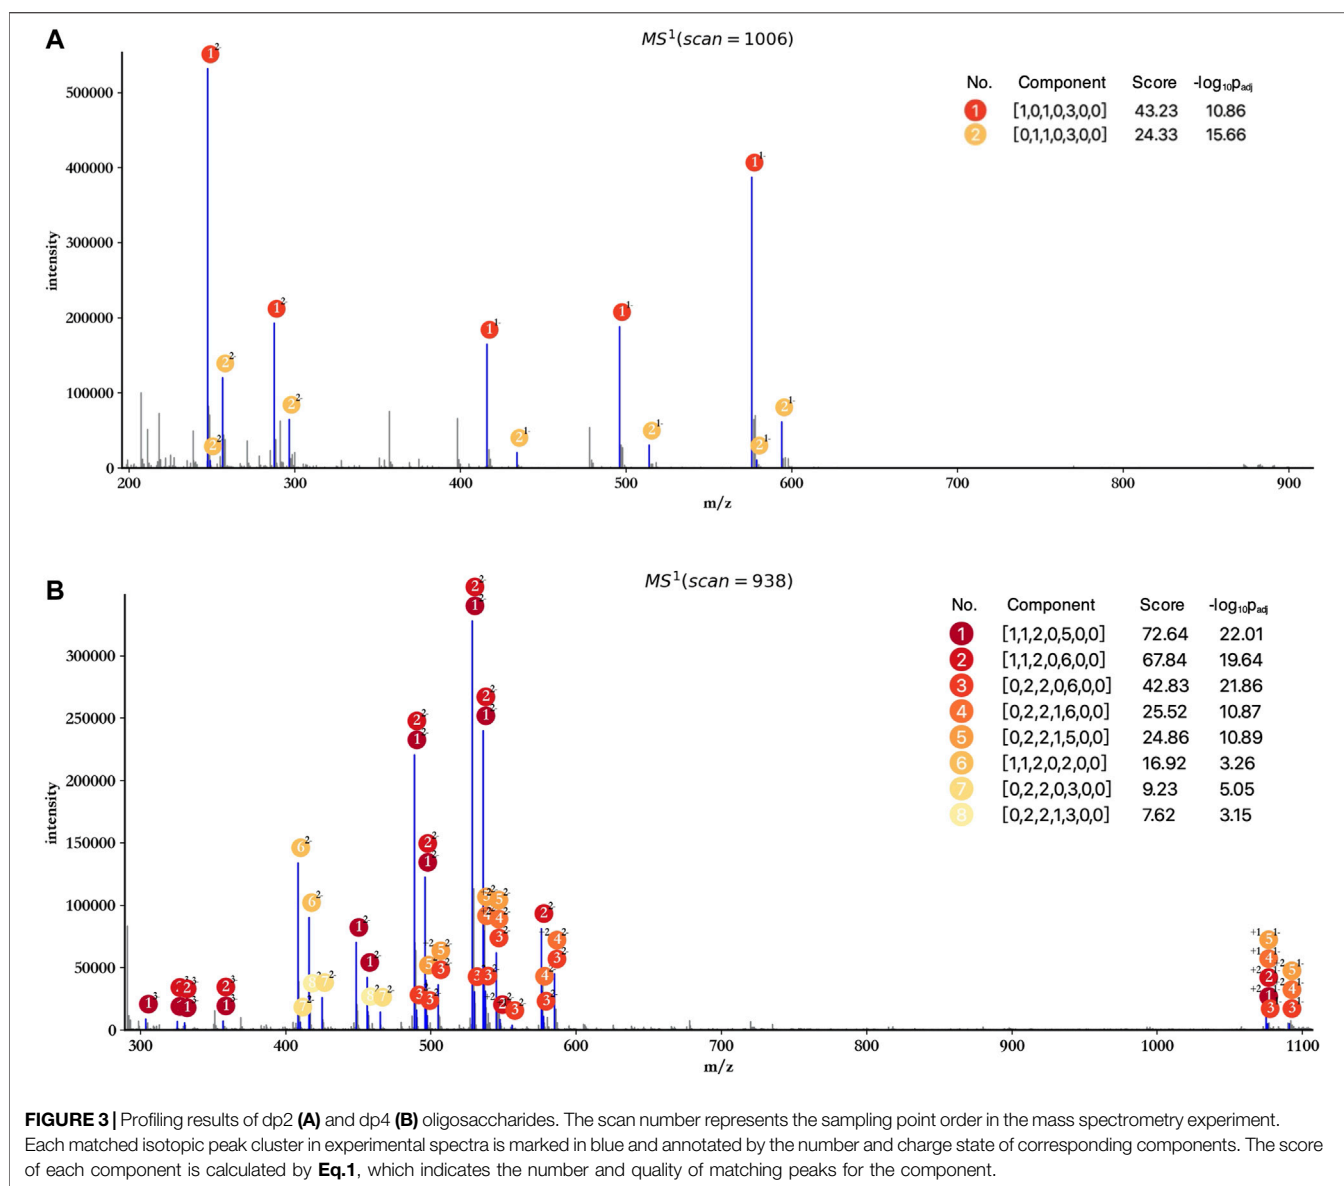 A
MS¹(scan = 1006)
No. Component Score -log₁₀pₐdⱼ
1 [1,0,1,0,3,0,0] 43.23 10.86
2 [0,1,1,0,3,0,0] 24.33 15.66
intensity
500000
400000
300000
200000
100000
0
200 300 400 500 600 700 800 900
m/z
B
MS¹(scan = 938)
No. Component Score -log₁₀pₐdⱼ
1 [1,1,2,0,5,0,0] 72.64 22.01
2 [1,1,2,0,6,0,0] 67.84 19.64
3 [0,2,2,0,6,0,0] 42.83 21.86
4 [0,2,2,1,6,0,0] 25.52 10.87
5 [0,2,2,1,5,0,0] 24.86 10.89
6 [1,1,2,0,2,0,0] 16.92 3.26
7 [0,2,2,0,3,0,0] 9.23 5.05
8 [0,2,2,1,3,0,0] 7.62 3.15
intensity
300000
250000
200000
150000
100000
50000
0
300 400 500 600 700 800 900 1000 1100
m/z
FIGURE 3 | Profiling results of dp2 (A) and dp4 (B) oligosaccharides. The scan number represents the sampling point order in the mass spectrometry experiment.
Each matched isotopic peak cluster in experimental spectra is marked in blue and annotated by the number and charge state of corresponding components. The score
of each component is calculated by Eq.1, which indicates the number and quality of matching peaks for the component.